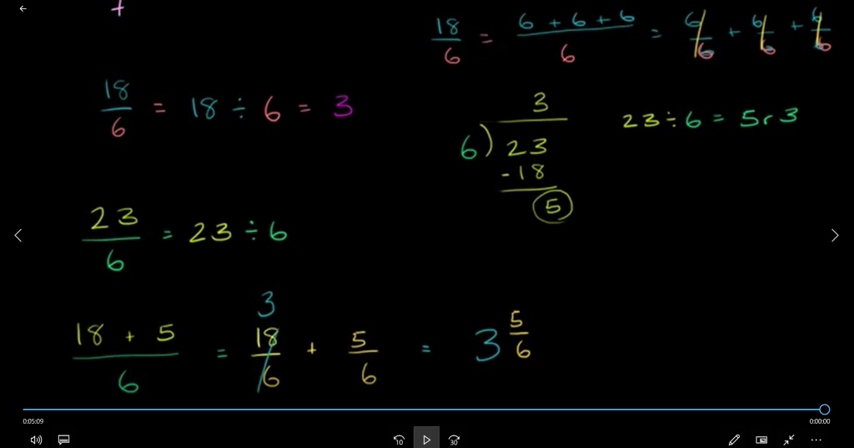 18/6 = 6 + 6 + 6/6 = 6/6 + 6/6 + 6/6
18/6 = 18 ÷ 6 = 3
3
6 ) 23
-18
5
23 ÷ 6 = 5 r 3
23/6 = 23 ÷ 6
3
18 + 5/6 = 18/6 + 5/6 = 3 5/6
0:05:09
0:00:00
10
30